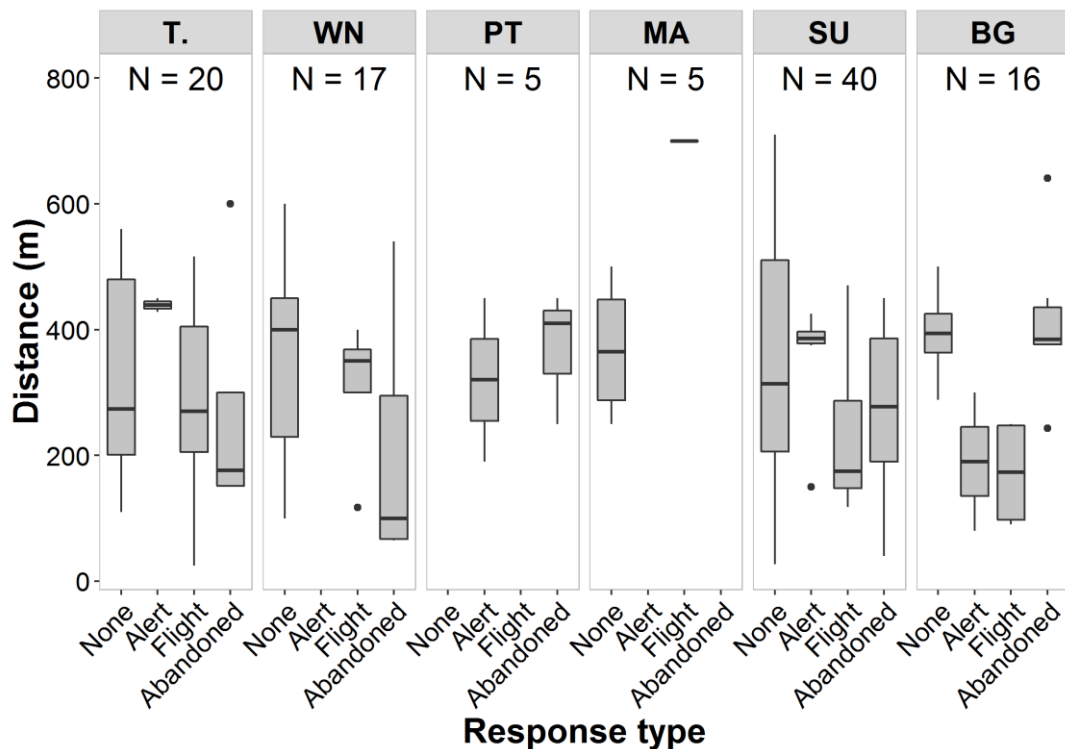 T. WN PT MA SU BG
N = 20 N = 17 N = 5 N = 5 N = 40 N = 16
800
600
400
200
0
Distance (m)
None Alert Flight Abandoned None Alert Flight Abandoned None Alert Flight Abandoned None Alert Flight Abandoned None Alert Flight Abandoned None Alert Flight Abandoned
Response type